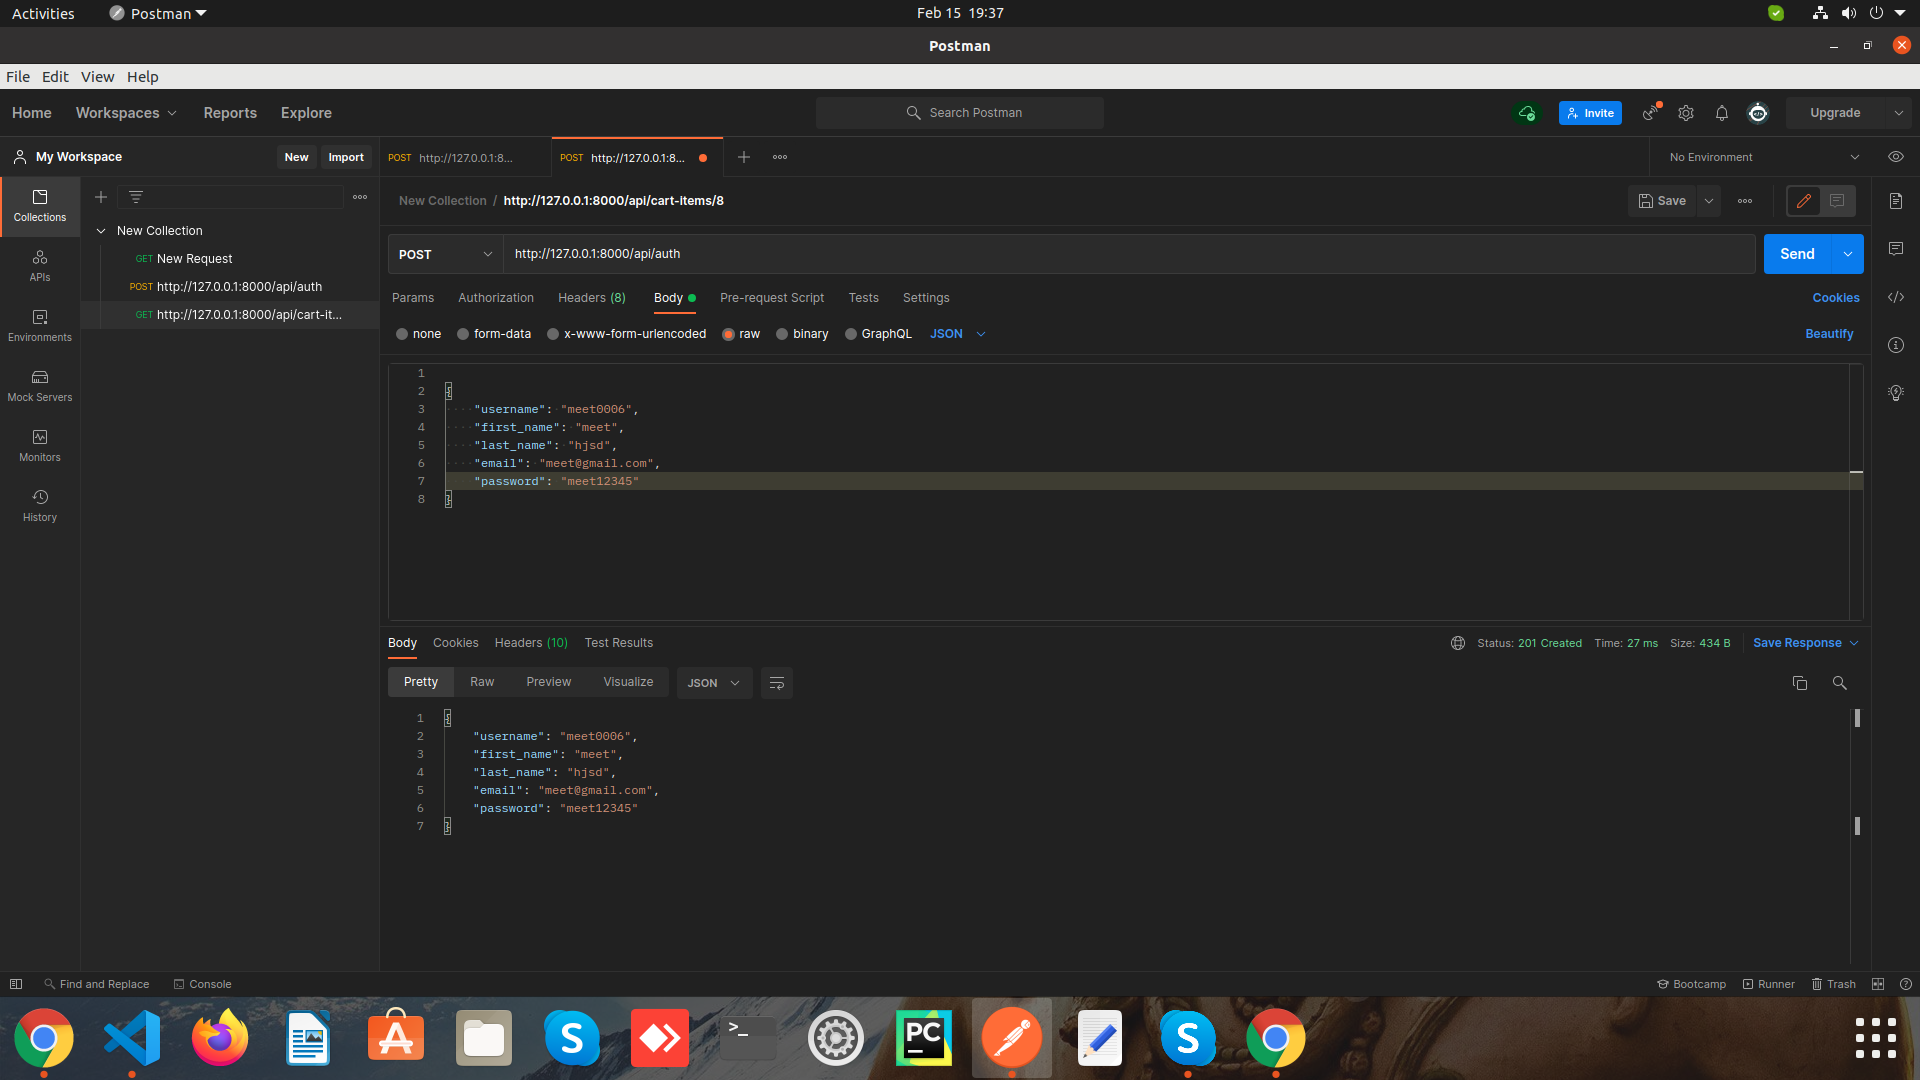 Activities Postman Feb 15 19:37
Postman
File Edit View Help
Home Workspaces Reports Explore Search Postman Invite Upgrade
My Workspace New Import POST http://127.0.0.1:8... POST http://127.0.0.1:8... No Environment
Collections
APIs
Environments
Mock Servers
Monitors
History
New Collection
GET New Request
POST http://127.0.0.1:8000/api/auth
GET http://127.0.0.1:8000/api/cart-it...
New Collection / http://127.0.0.1:8000/api/cart-items/8 Save
POST http://127.0.0.1:8000/api/auth Send
Params Authorization Headers (8) Body Pre-request Script Tests Settings Cookies
none form-data x-www-form-urlencoded raw binary GraphQL JSON Beautify
1
2 {
3 "username": "meet0006",
4 "first_name": "meet",
5 "last_name": "hjsd",
6 "email": "meet@gmail.com",
7 "password": "meet12345"
8 }
Body Cookies Headers (10) Test Results Status: 201 Created Time: 27 ms Size: 434 B Save Response
Pretty Raw Preview Visualize JSON
1 {
2 "username": "meet0006",
3 "first_name": "meet",
4 "last_name": "hjsd",
5 "email": "meet@gmail.com",
6 "password": "meet12345"
7 }
Find and Replace Console Bootcamp Runner Trash
A S >_ PC S